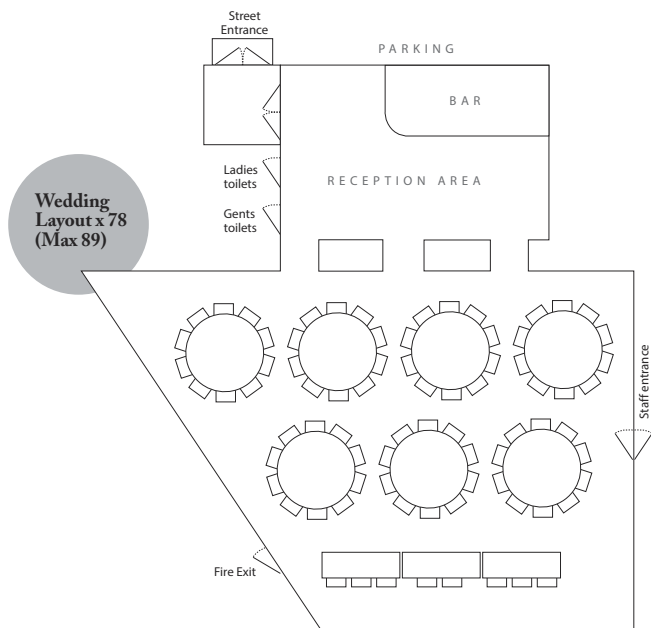 Street
Entrance
PARKING
BAR
Ladies
toilets
RECEPTION AREA
Wedding
Layout x 78
(Max 89)
Gents
toilets
Staff entrance
Fire Exit